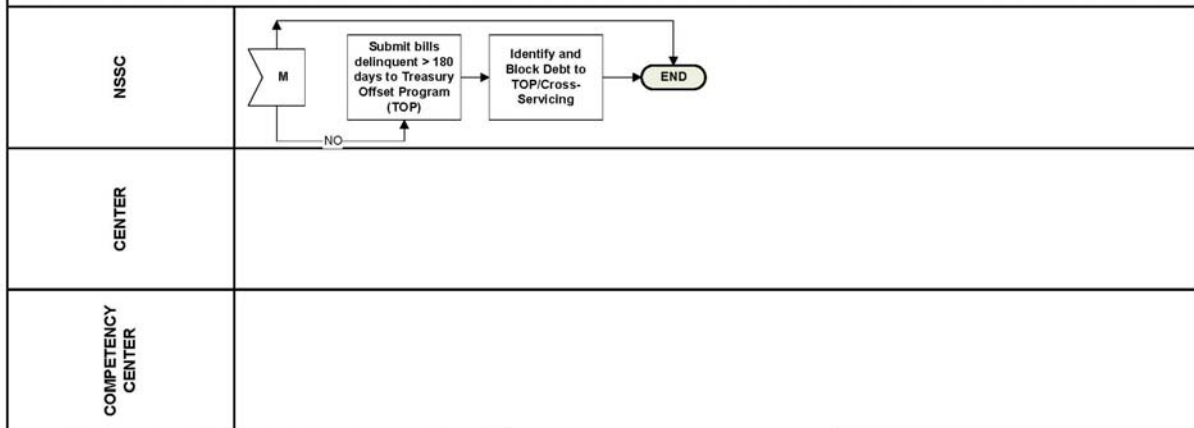 NSSC
M
Submit bills
delinquent > 180
days to Treasury
Offset Program
(TOP)
Identify and
Block Debt to
TOP/Cross-
Servicing
END
NO
CENTER
COMPETENCY
CENTER